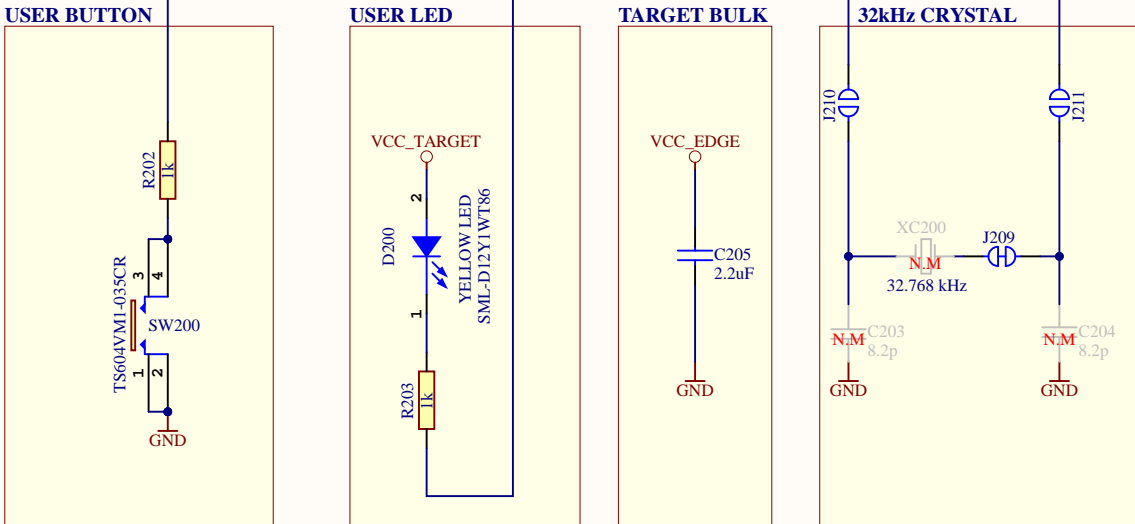 USER BUTTON
R202
1k
3
4
TS604VM1-035CR
SW200
1
2
GND
USER LED
VCC_TARGET
2
D200
YELLOW LED
SML-D12Y1WT86
1
R203
1k
TARGET BULK
VCC_EDGE
C205
2.2uF
GND
32kHz CRYSTAL
J210
J211
XC200
N.M
32.768 kHz
J209
C203
N.M
8.2p
GND
C204
N.M
8.2p
GND